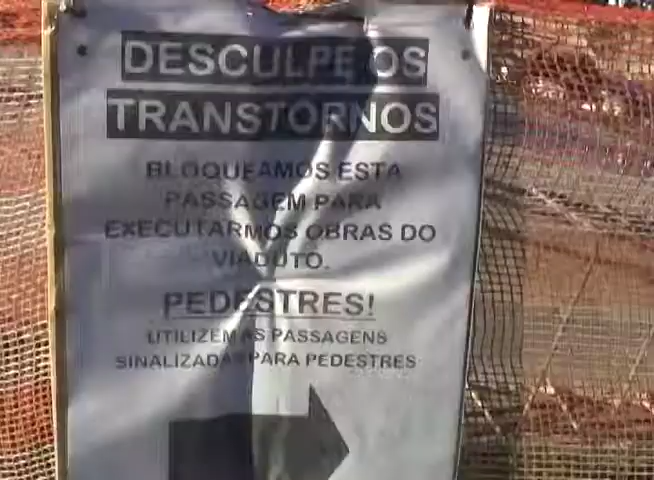 DESCULPE OS
TRANSTORNOS
BLOQUEAMOS ESTA
PASSAGEM PARA
EXECUTARMOS OBRAS DO
VIADUTO.
PEDESTRES!
UTILIZEM AS PASSAGENS
SINALIZADAS PARA PEDESTRES